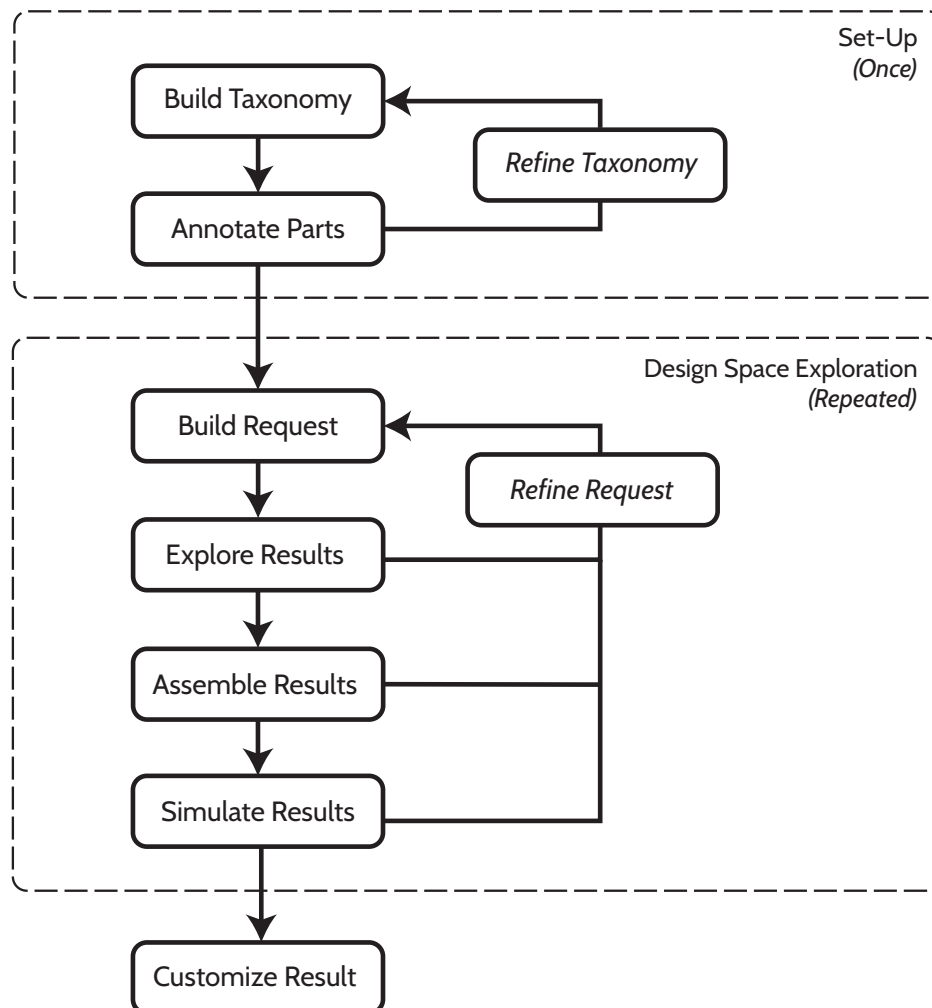 Set-Up
(Once)
Build Taxonomy
Refine Taxonomy
Annotate Parts
Design Space Exploration
(Repeated)
Build Request
Refine Request
Explore Results
Assemble Results
Simulate Results
Customize Result